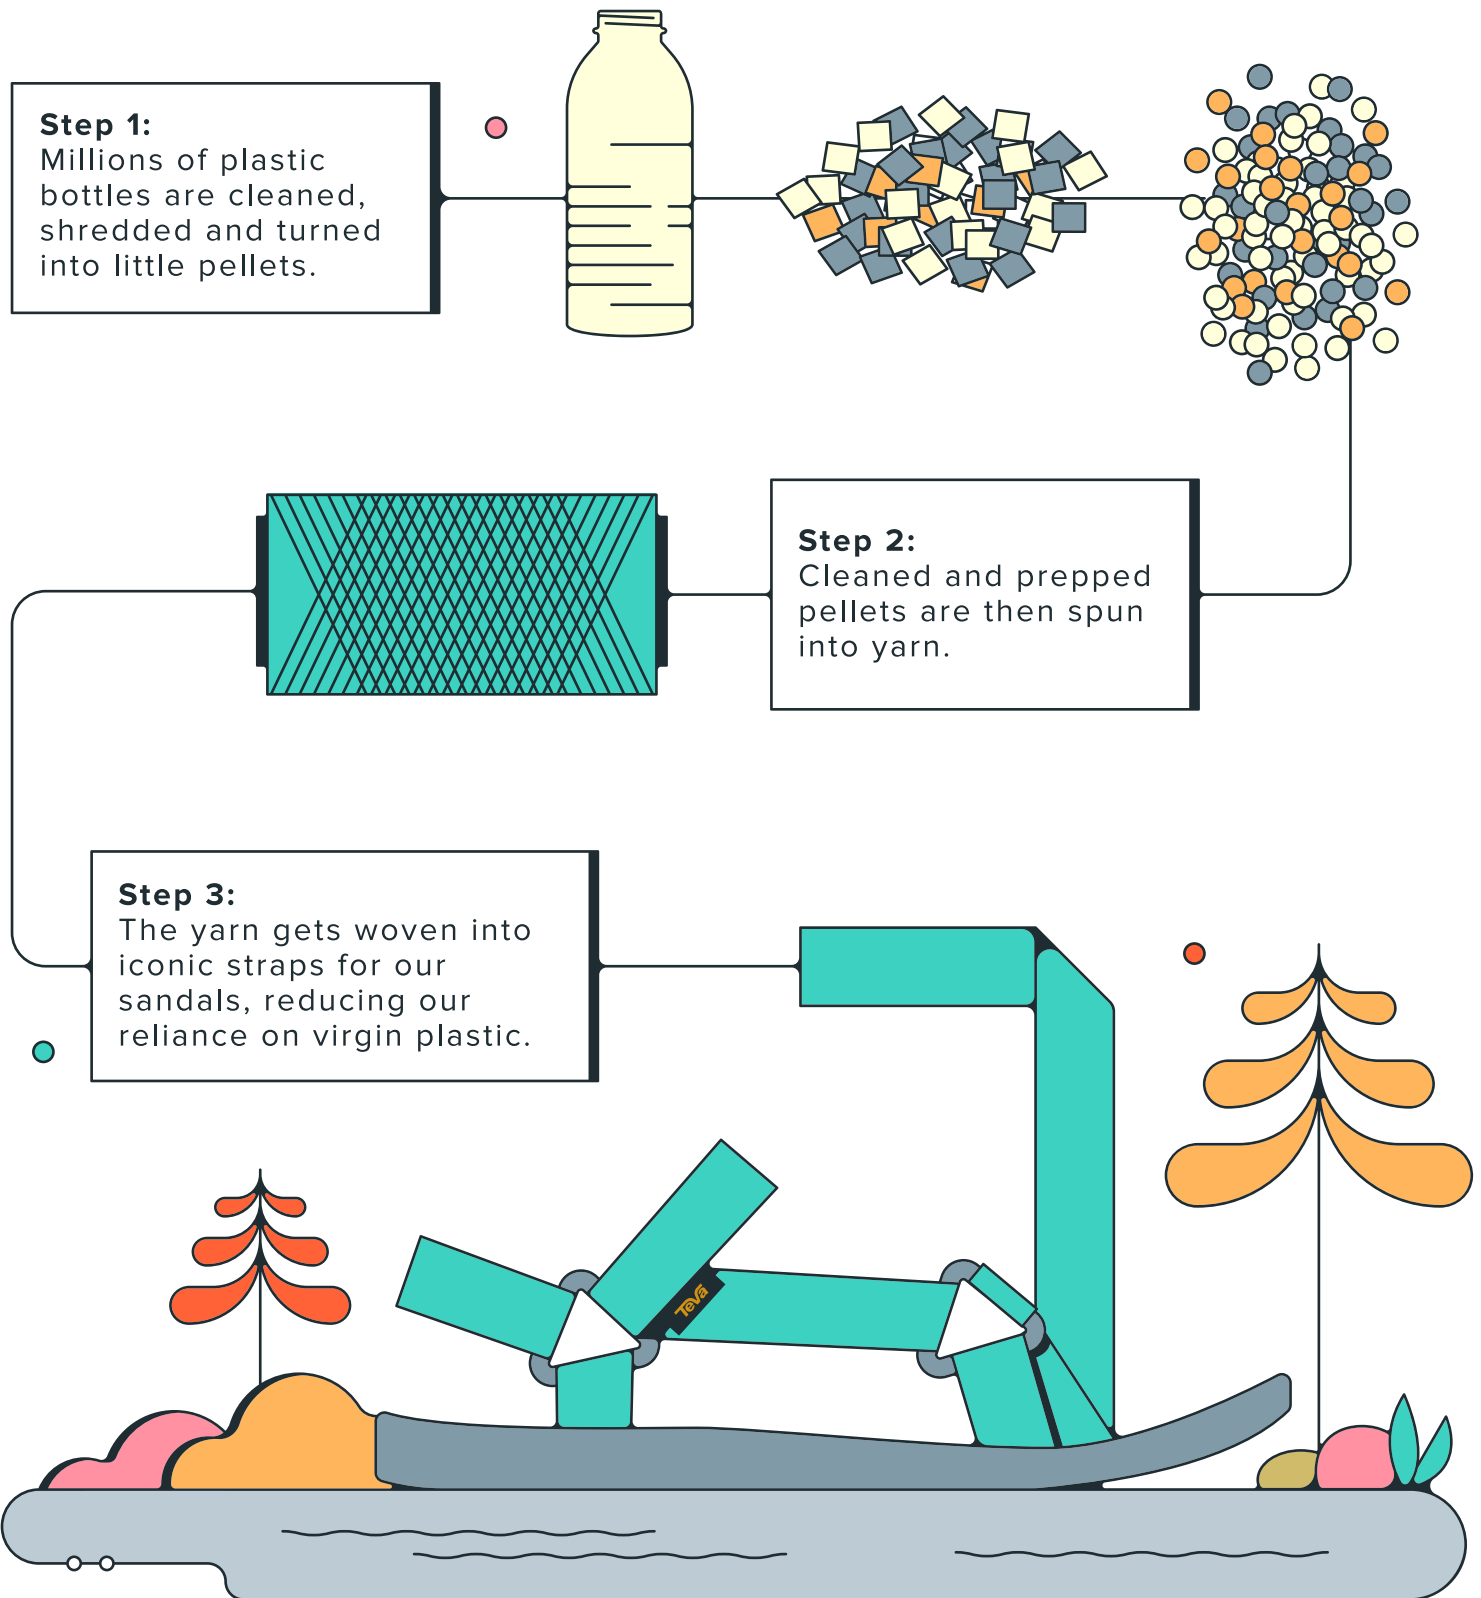 Step 1:
Millions of plastic
bottles are cleaned,
shredded and turned
into little pellets.
Step 2:
Cleaned and prepped
pellets are then spun
into yarn.
Step 3:
The yarn gets woven into
iconic straps for our
sandals, reducing our
reliance on virgin plastic.
Teva